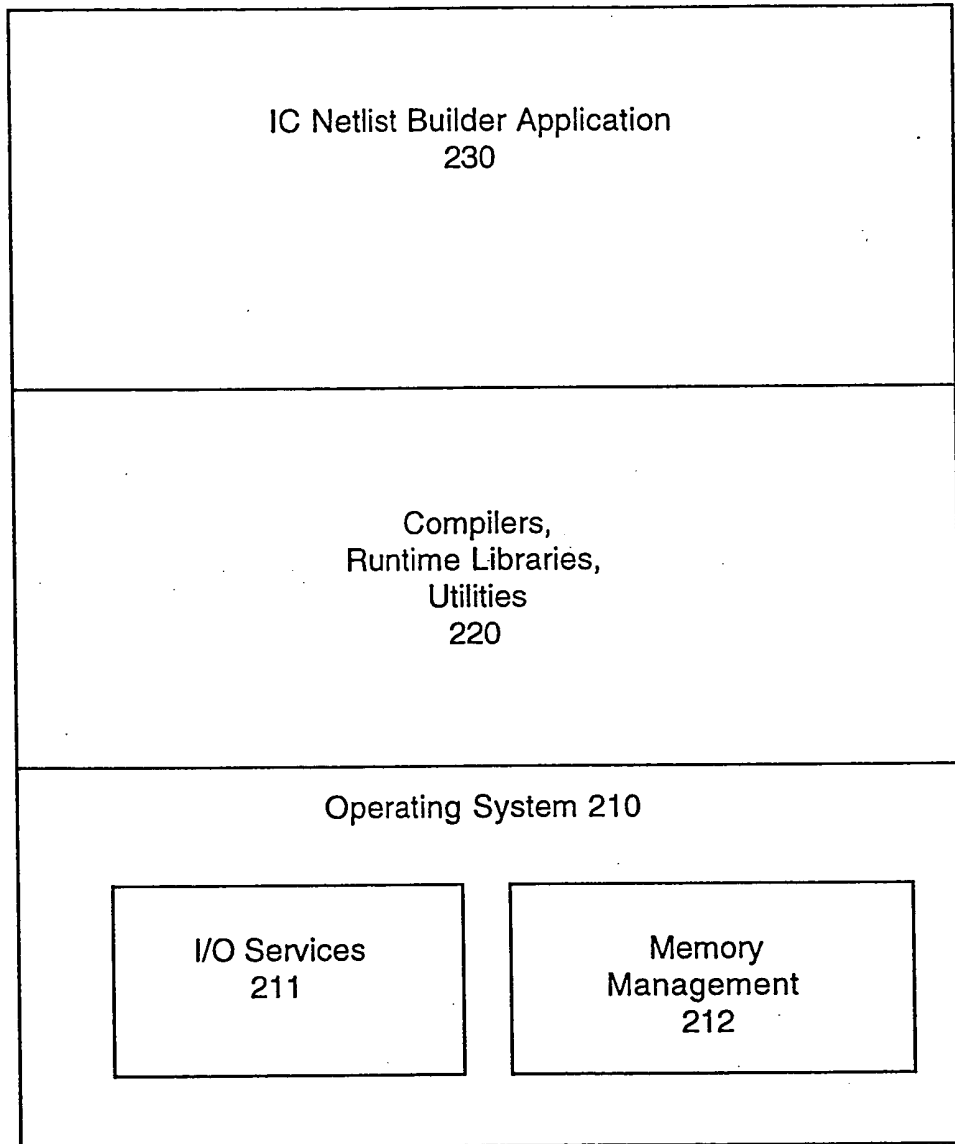 IC Netlist Builder Application
230
Compilers,
Runtime Libraries,
Utilities
220
Operating System 210
I/O Services
211
Memory
Management
212